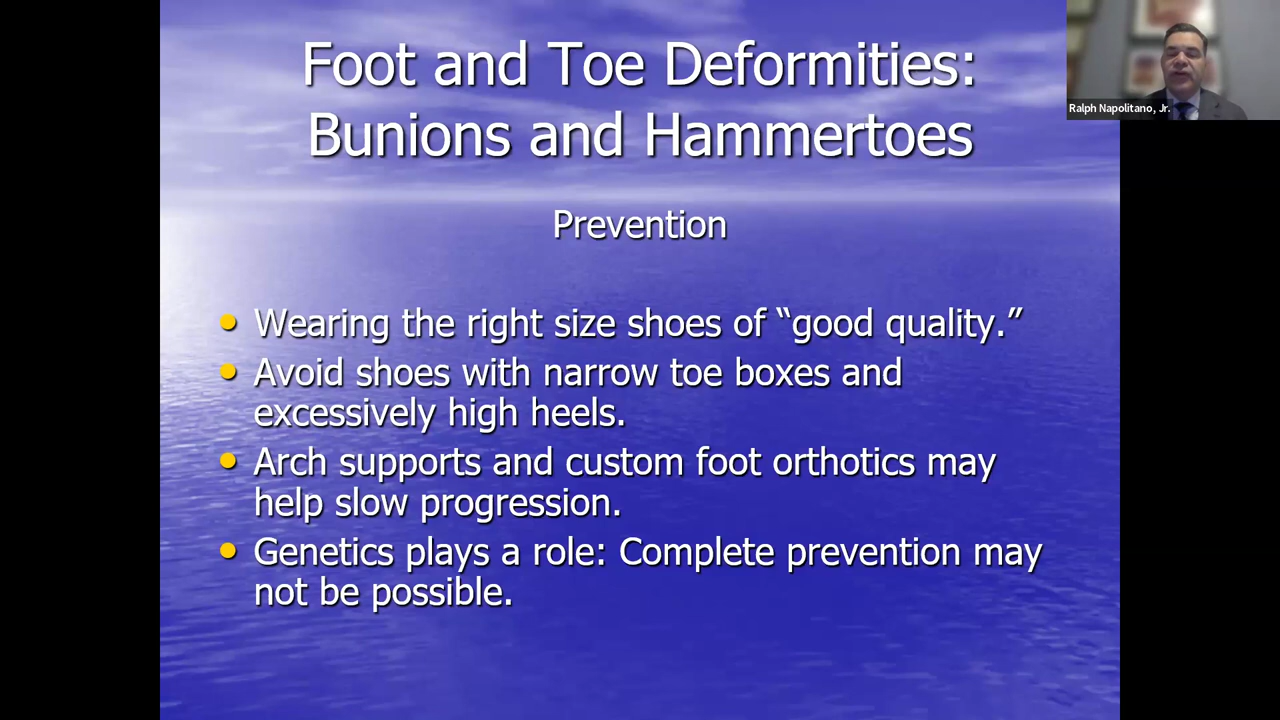 Foot and Toe Deformities:
Bunions and Hammertoes
Prevention
• Wearing the right size shoes of “good quality.”
• Avoid shoes with narrow toe boxes and
excessively high heels.
• Arch supports and custom foot orthotics may
help slow progression.
• Genetics plays a role: Complete prevention may
not be possible.
Ralph Napolitano, Jr.